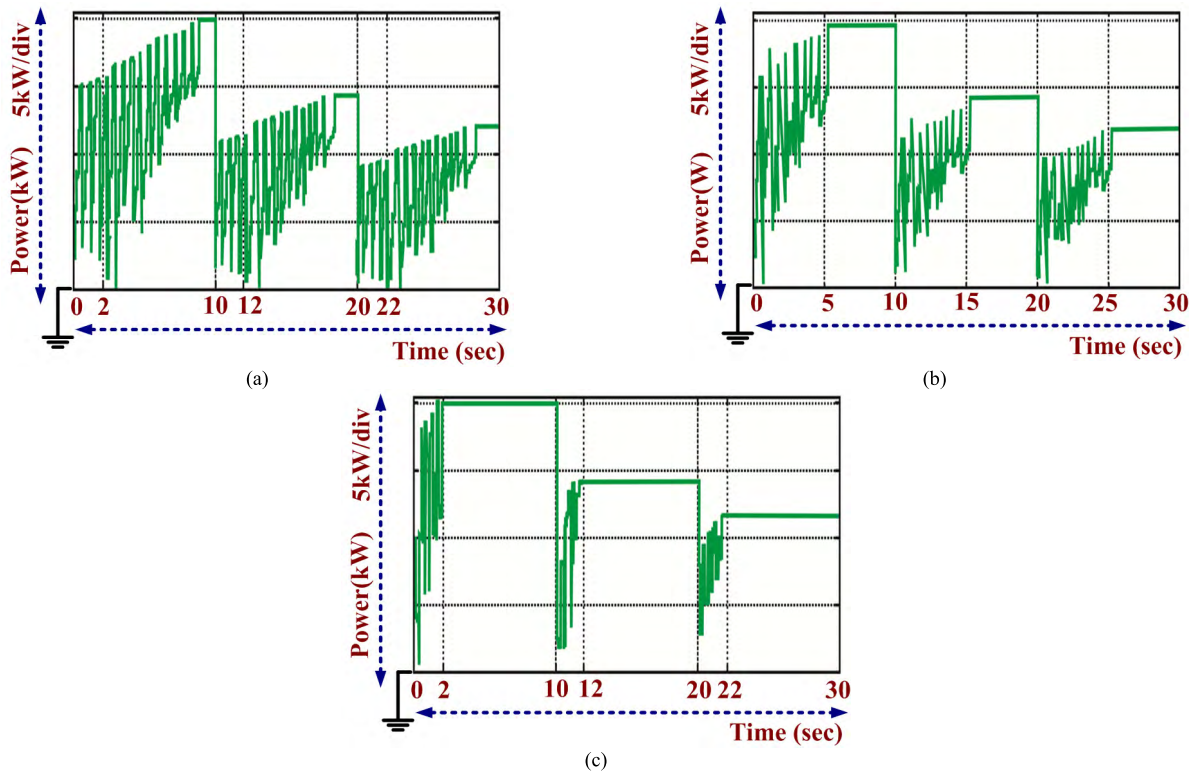 5kW/div
Power(kW)
0 2 10 12 20 22 30
Time (sec)
(a)
5kW/div
Power(W)
0 5 10 15 20 25 30
Time (sec)
(b)
5kW/div
Power(kW)
0 2 10 12 20 22 30
Time (sec)
(c)